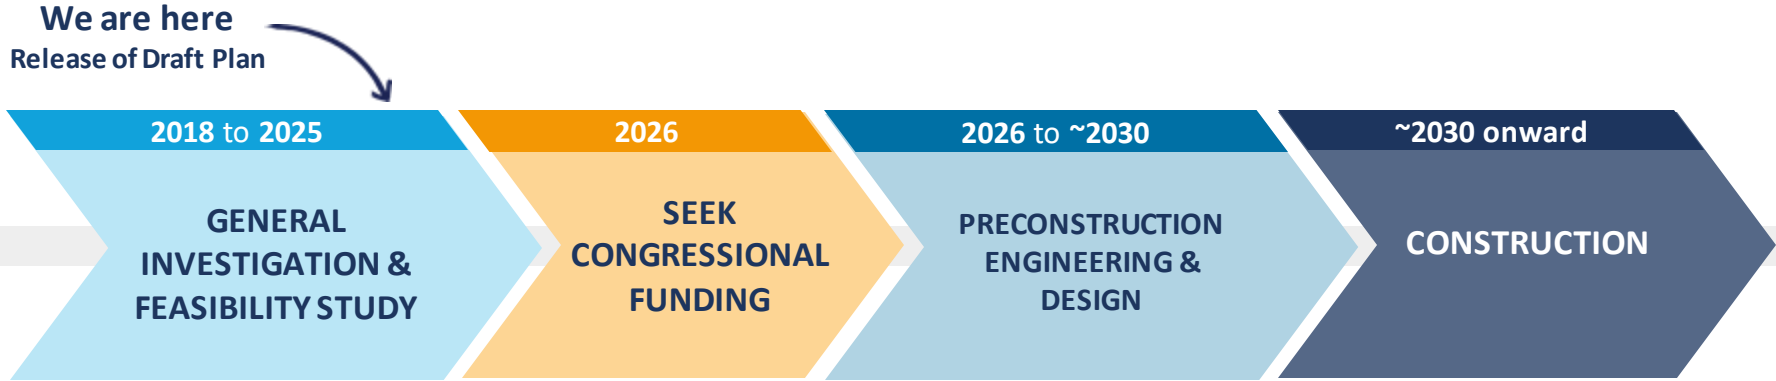 We are here
Release of Draft Plan
2018 to 2025
GENERAL
INVESTIGATION &
FEASIBILITY STUDY
2026
SEEK
CONGRESSIONAL
FUNDING
2026 to ~2030
PRECONSTRUCTION
ENGINEERING &
DESIGN
~2030 onward
CONSTRUCTION